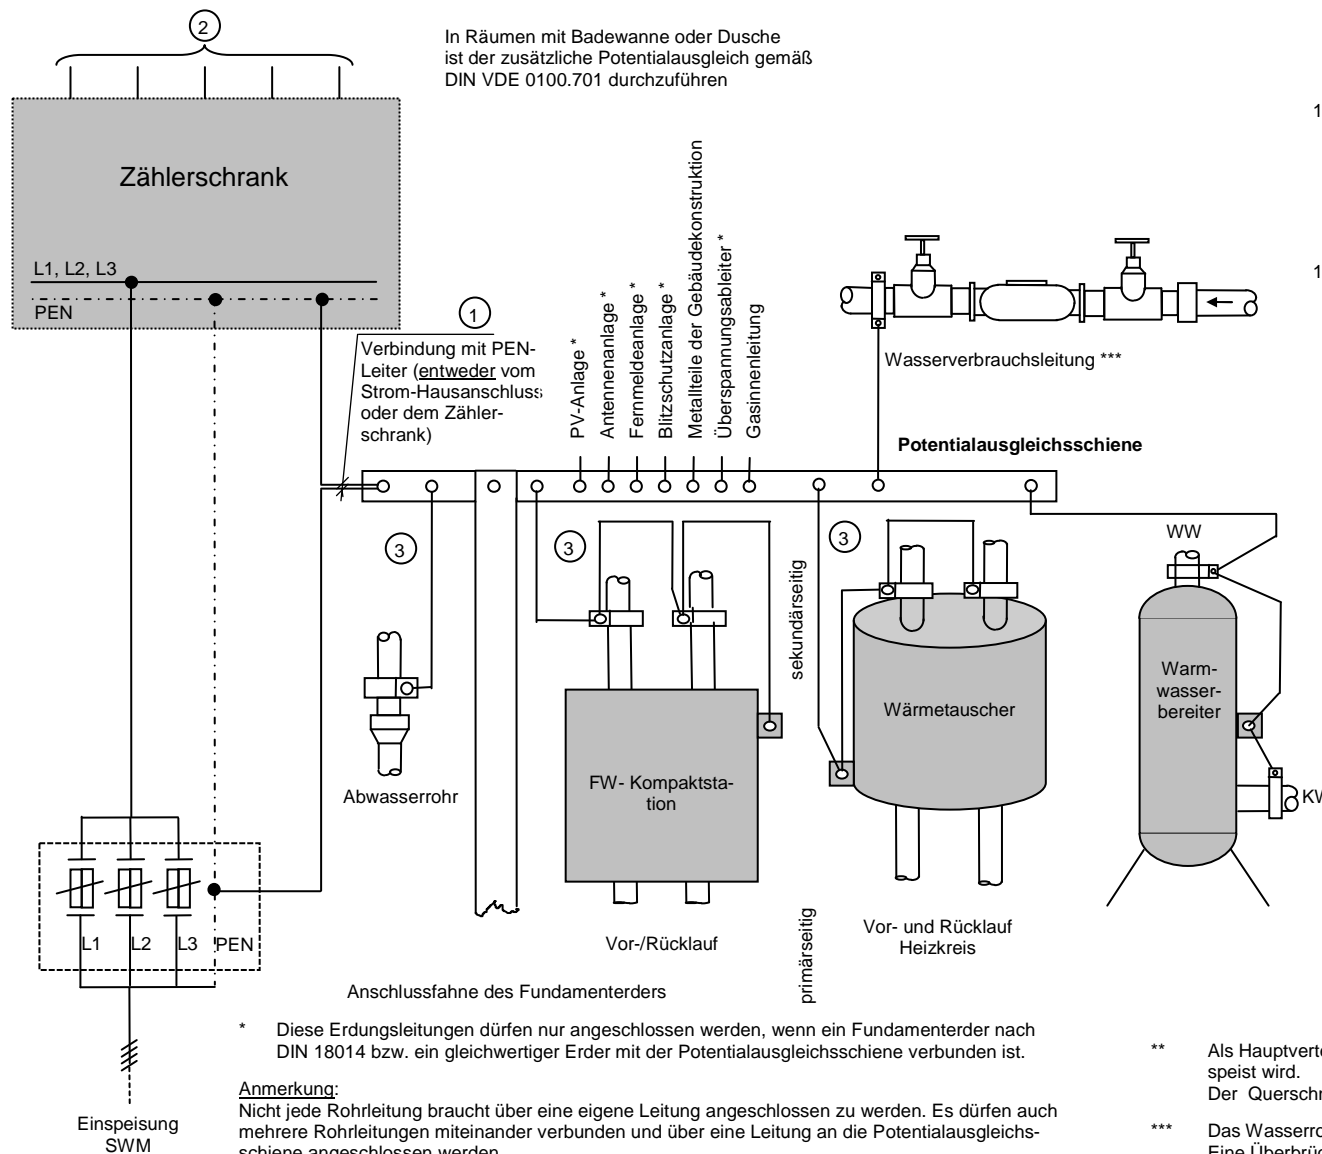 2
In Räumen mit Badewanne oder Dusche
ist der zusätzliche Potentialausgleich gemäß
DIN VDE 0100.701 durchzuführen
1
Zählerschrank
L1, L2, L3
PEN
1
1
Verbindung mit PEN-
Leiter (entweder vom
Strom-Hausanschluss
oder dem Zähler-
schrank)
PV-Anlage *
Antennenanlage *
Fernmeldeanlage *
Blitzschutzanlage *
Metallteile der Gebäudekonstruktion
Überspannungsableiter *
Gasinnenleitung
Wasserverbrauchsleitung ***
Potentialausgleichsschiene
3
3
3
WW
sekundärseitig
Abwasserrohr
FW- Kompaktsta-
tion
Wärmetauscher
Warm-
wasser-
bereiter
KW
L1
L2
L3
PEN
Vor-/Rücklauf
primärseitig
Vor- und Rücklauf
Heizkreis
Anschlussfahne des Fundamenterders
* Diese Erdungsleitungen dürfen nur angeschlossen werden, wenn ein Fundamenterder nach
DIN 18014 bzw. ein gleichwertiger Erder mit der Potentialausgleichsschiene verbunden ist.
Anmerkung:
Nicht jede Rohrleitung braucht über eine eigene Leitung angeschlossen zu werden. Es dürfen auch
mehrere Rohrleitungen miteinander verbunden und über eine Leitung an die Potentialausgleichs-
schiene angeschlossen werden
Einspeisung
SWM
** Als Hauptverte
speist wird.
Der Querschn
*** Das Wasserro
Eine Überbrüc